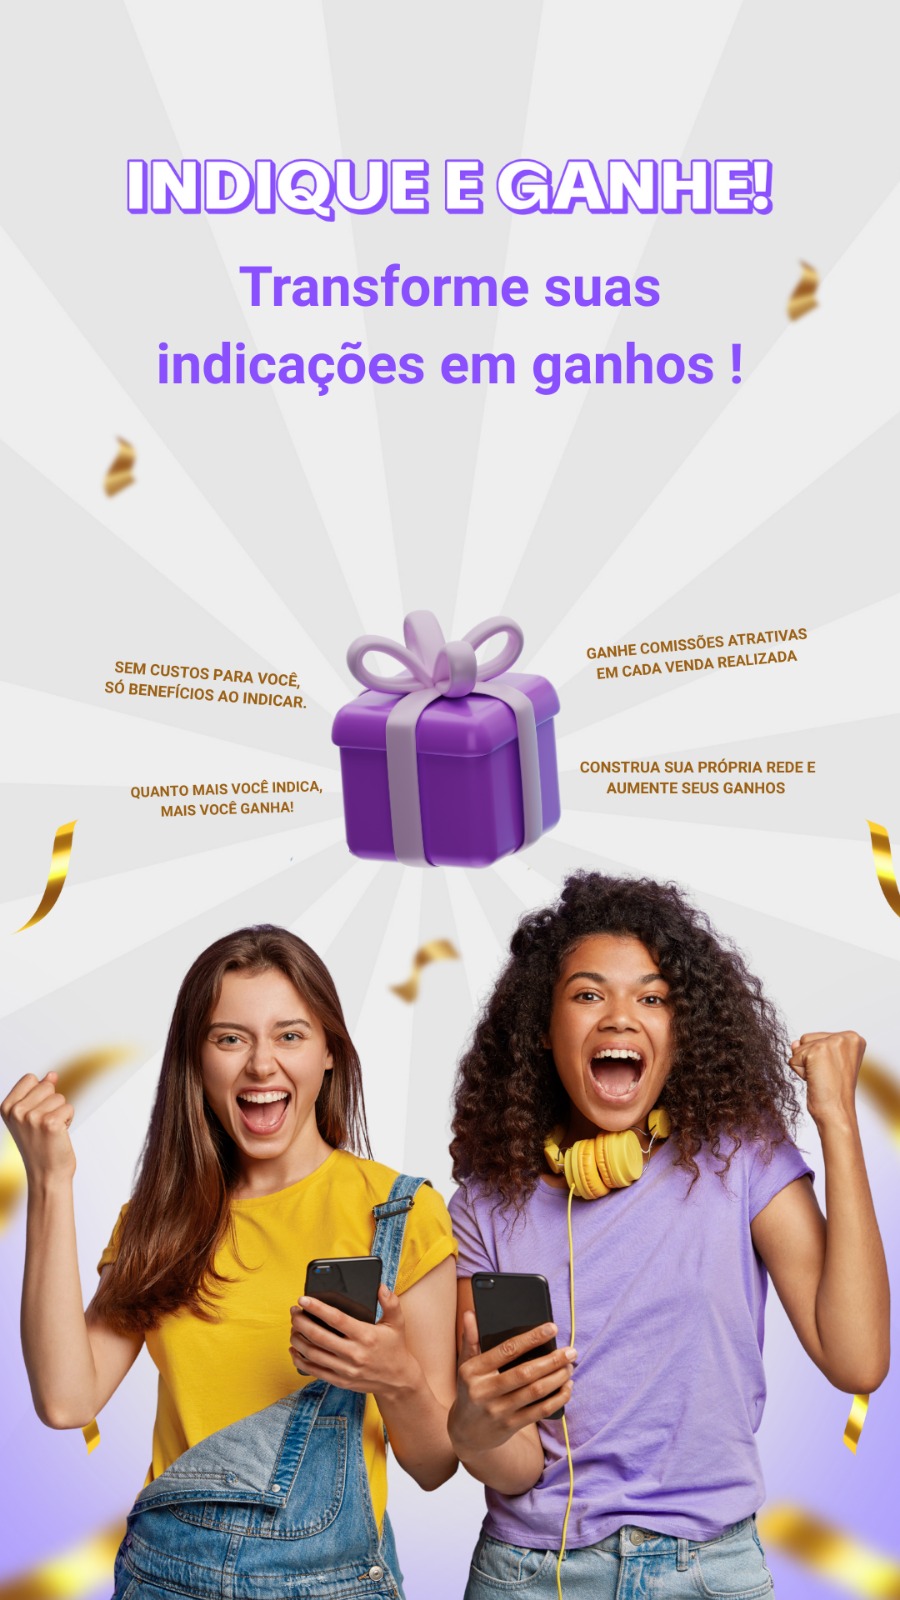 INDIQUE E GANHE!
Transforme suas
indicações em ganhos !
SEM CUSTOS PARA VOCÊ,
SÓ BENEFÍCIOS AO INDICAR.
GANHE COMISSÕES ATRATIVAS
EM CADA VENDA REALIZADA
QUANTO MAIS VOCÊ INDICA,
MAIS VOCÊ GANHA!
CONSTRUA SUA PRÓPRIA REDE E
AUMENTE SEUS GANHOS